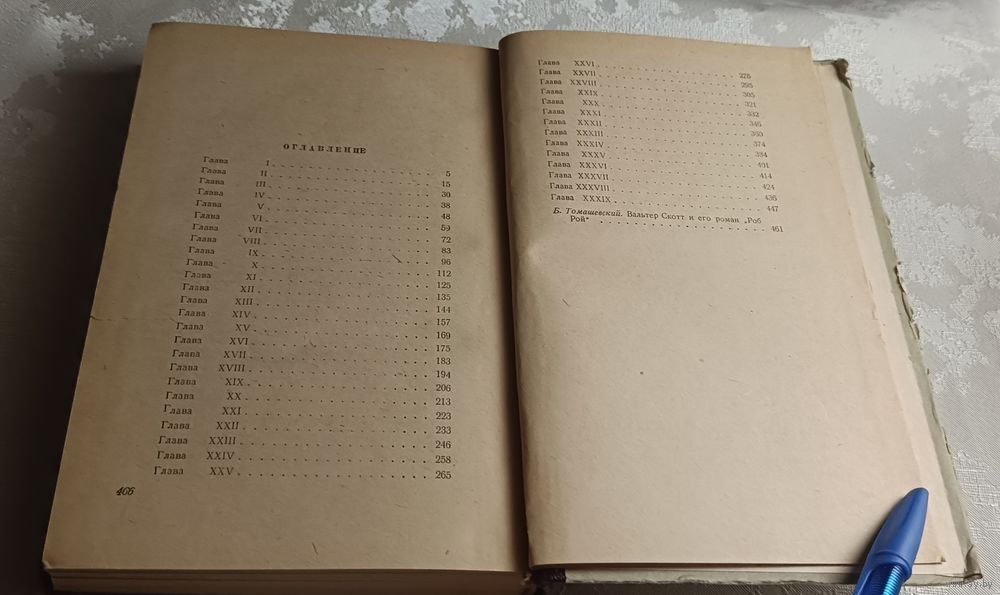 ОГЛАВЛЕНИЕ
Глава I 5
Глава II 15
Глава III 30
Глава IV 38
Глава V 48
Глава VI 59
Глава VII 72
Глава VIII 83
Глава IX 96
Глава X 112
Глава XI 125
Глава XII 135
Глава XIII 144
Глава XIV 157
Глава XV 169
Глава XVI 175
Глава XVII 183
Глава XVIII 194
Глава XIX 206
Глава XX 213
Глава XXI 223
Глава XXII 233
Глава XXIII 246
Глава XXIV 258
Глава XXV 265
466
Глава XXVI 278
Глава XXVII 295
Глава XXVIII 305
Глава XXIX 321
Глава XXX 332
Глава XXXI 346
Глава XXXII 360
Глава XXXIII 374
Глава XXXIV 384
Глава XXXV 401
Глава XXXVI 414
Глава XXXVII 424
Глава XXXVIII 436
Глава XXXIX 447
Б. Томашевский. Вальтер Скотт и его роман „Роб
Рой“ 461